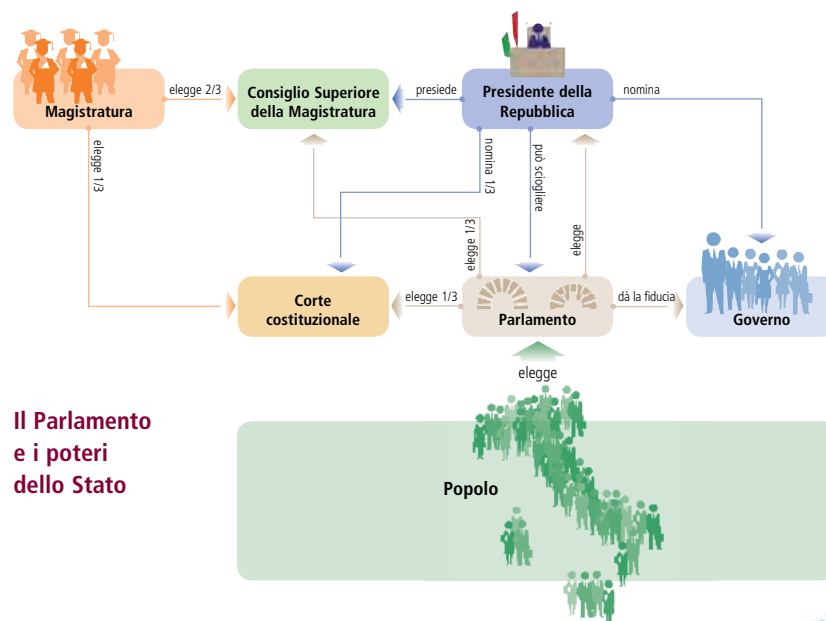 elegge 2/3
Consiglio Superiore
della Magistratura
presiede
Presidente della
Repubblica
nomina
Magistratura
elegge 1/3
nomina 1/3
può sciogliere
elegge 1/3
elegge
Corte
costituzionale
elegge 1/3
Parlamento
dà la fiducia
Governo
elegge
Il Parlamento
e i poteri
dello Stato
Popolo